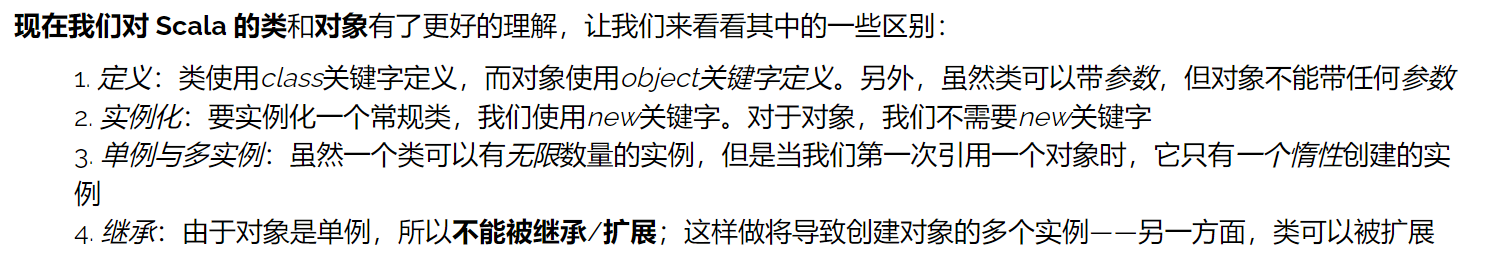 现在我们对 Scala 的类和对象有了更好的理解，让我们来看看其中的一些区别：
1. 定义：类使用class关键字定义，而对象使用object关键字定义。另外，虽然类可以带参数，但对象不能带任何参数
2. 实例化：要实例化一个常规类，我们使用new关键字。对于对象，我们不需要new关键字
3. 单例与多实例：虽然一个类可以有无限数量的实例，但是当我们第一次引用一个对象时，它只有一个惰性创建的实
例
4. 继承：由于对象是单例，所以不能被继承/扩展；这样做将导致创建对象的多个实例——另一方面，类可以被扩展